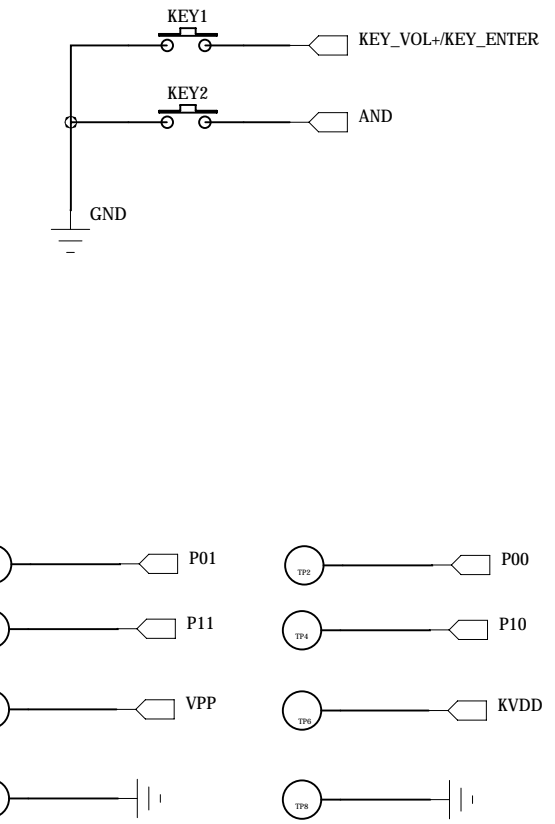 KEY1
KEY_VOL+/KEY_ENTER
KEY2
AND
GND
P01
TP2
P00
P11
TP4
P10
VPP
TP6
KVDD
TP8